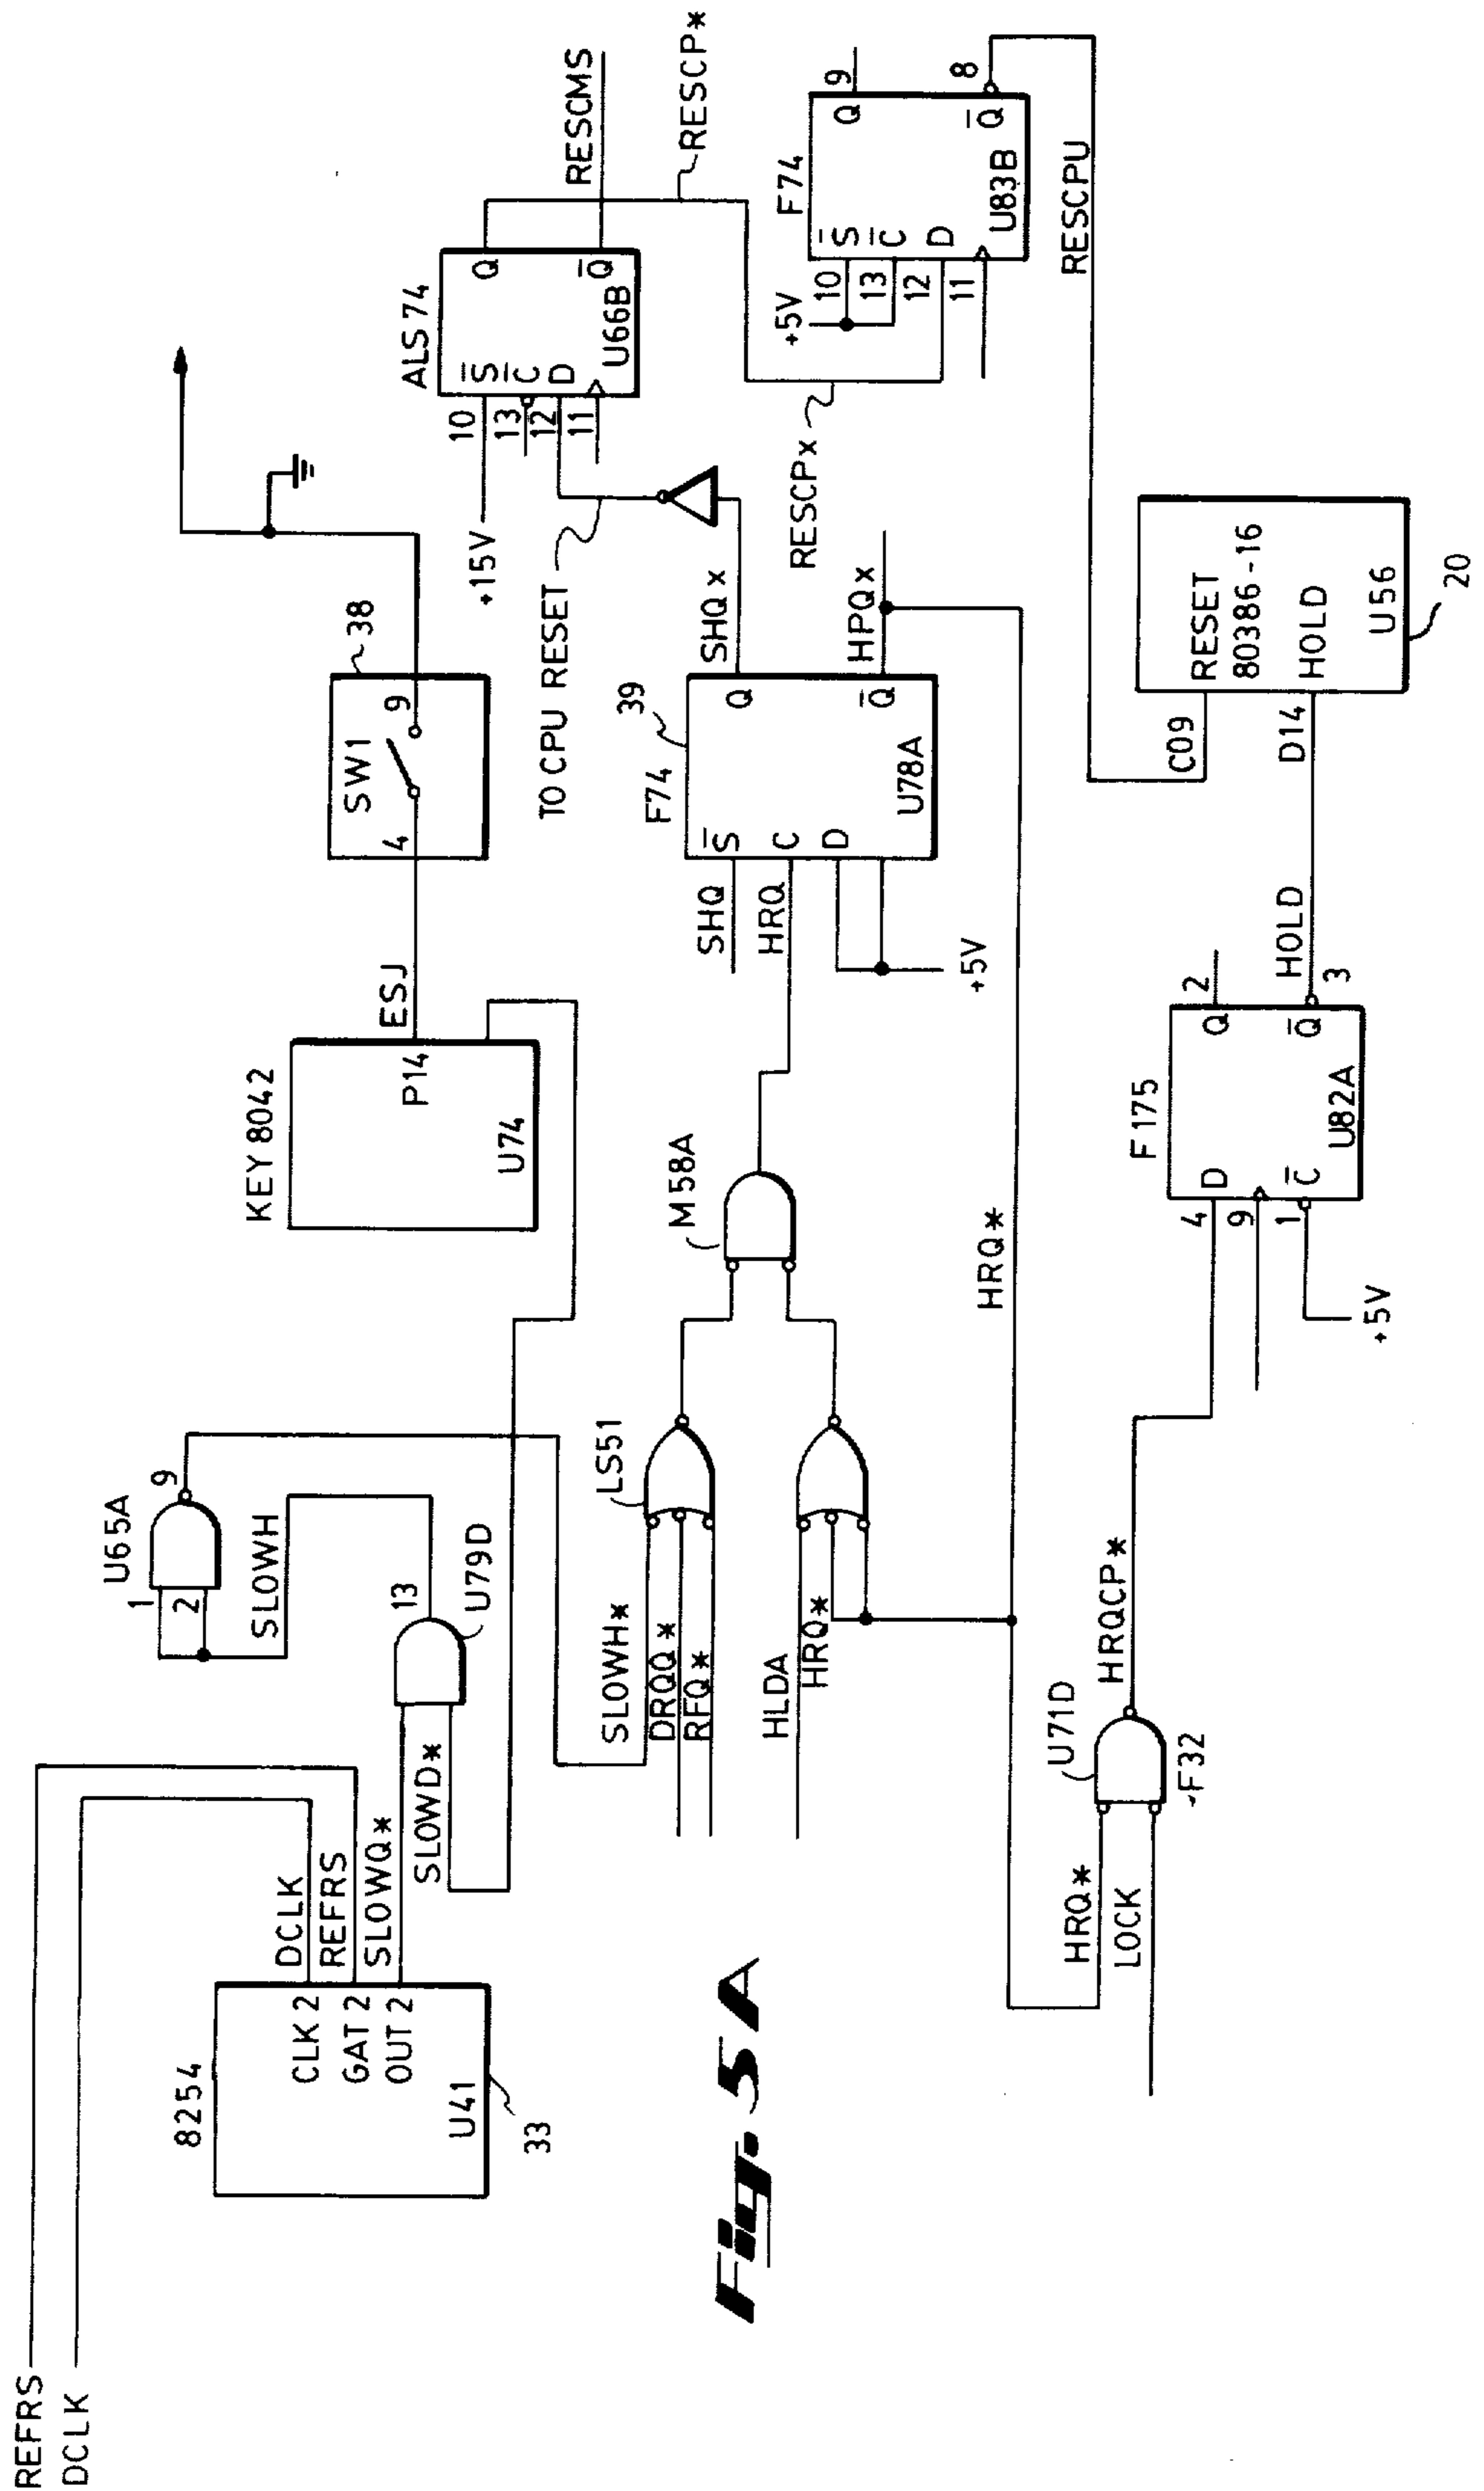 REFRS
DCLK
8254
CLK 2
GAT 2
OUT 2
U41
33
DCLK
REFRS
SLOWQ*
SLOWD*
U65A
1
2
9
SLOWH
13
U79D
KEY 8042
P14
U74
ESJ
SW1
4
9
38
+15V
10
13
12
11
ALS 74
S
C
D
Q
Q
U66B
RESCMS
RESCP*
TO CPU RESET
SLOWH*
DRQQ*
RFQ*
LS51
HLDA
HRQ*
M58A
SHQ
HRQ
+5V
F74
39
S
C
D
Q
Q
U78A
SHQx
HPQx
RESCPx
+5V
10
13
12
11
F74
S
C
D
Q
Q
U83B
9
8
RESCPU
HRQ*
HRQ*
LOCK
U71D
F32
HRQCP*
4
9
1
+5V
F175
D
C
Q
Q
U82A
2
3
HOLD
C09
D14
RESET
80386-16
HOLD
U56
20
Fig. 5A